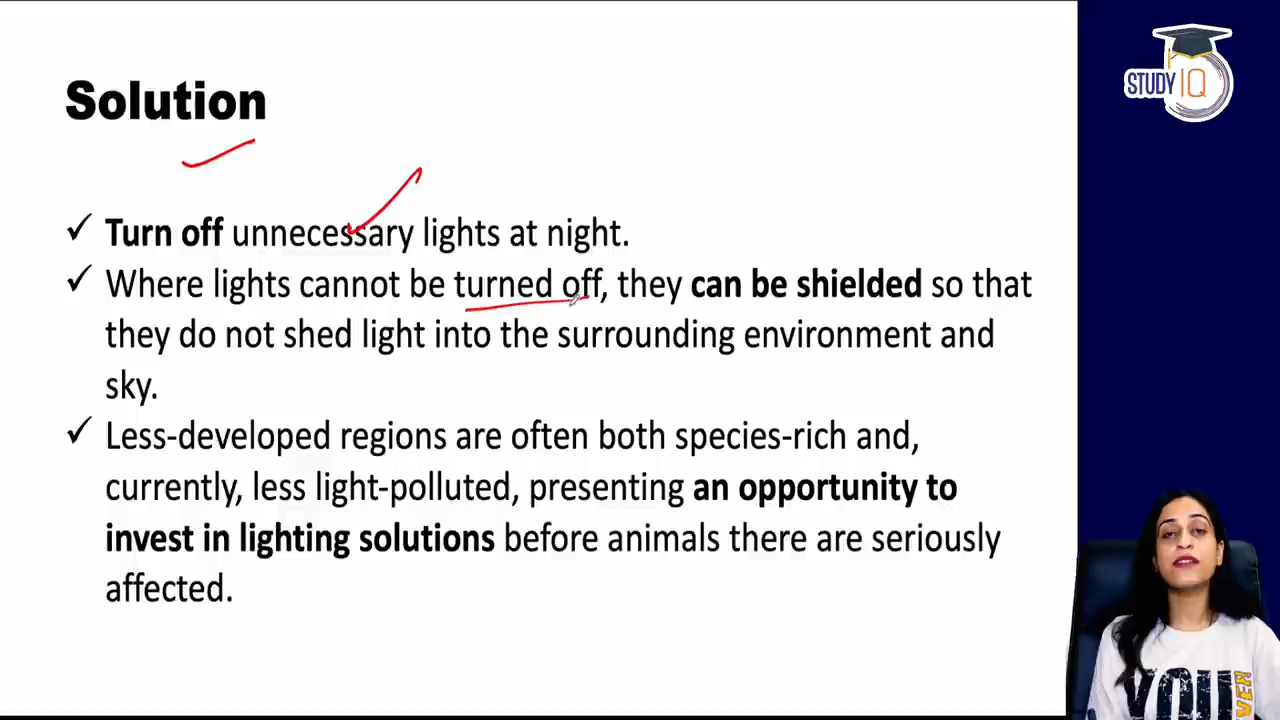 STUDY IQ
Solution
✓ Turn off unnecessary lights at night.
✓ Where lights cannot be turned off, they can be shielded so that
they do not shed light into the surrounding environment and
sky.
✓ Less-developed regions are often both species-rich and,
currently, less light-polluted, presenting an opportunity to
invest in lighting solutions before animals there are seriously
affected.
YOU